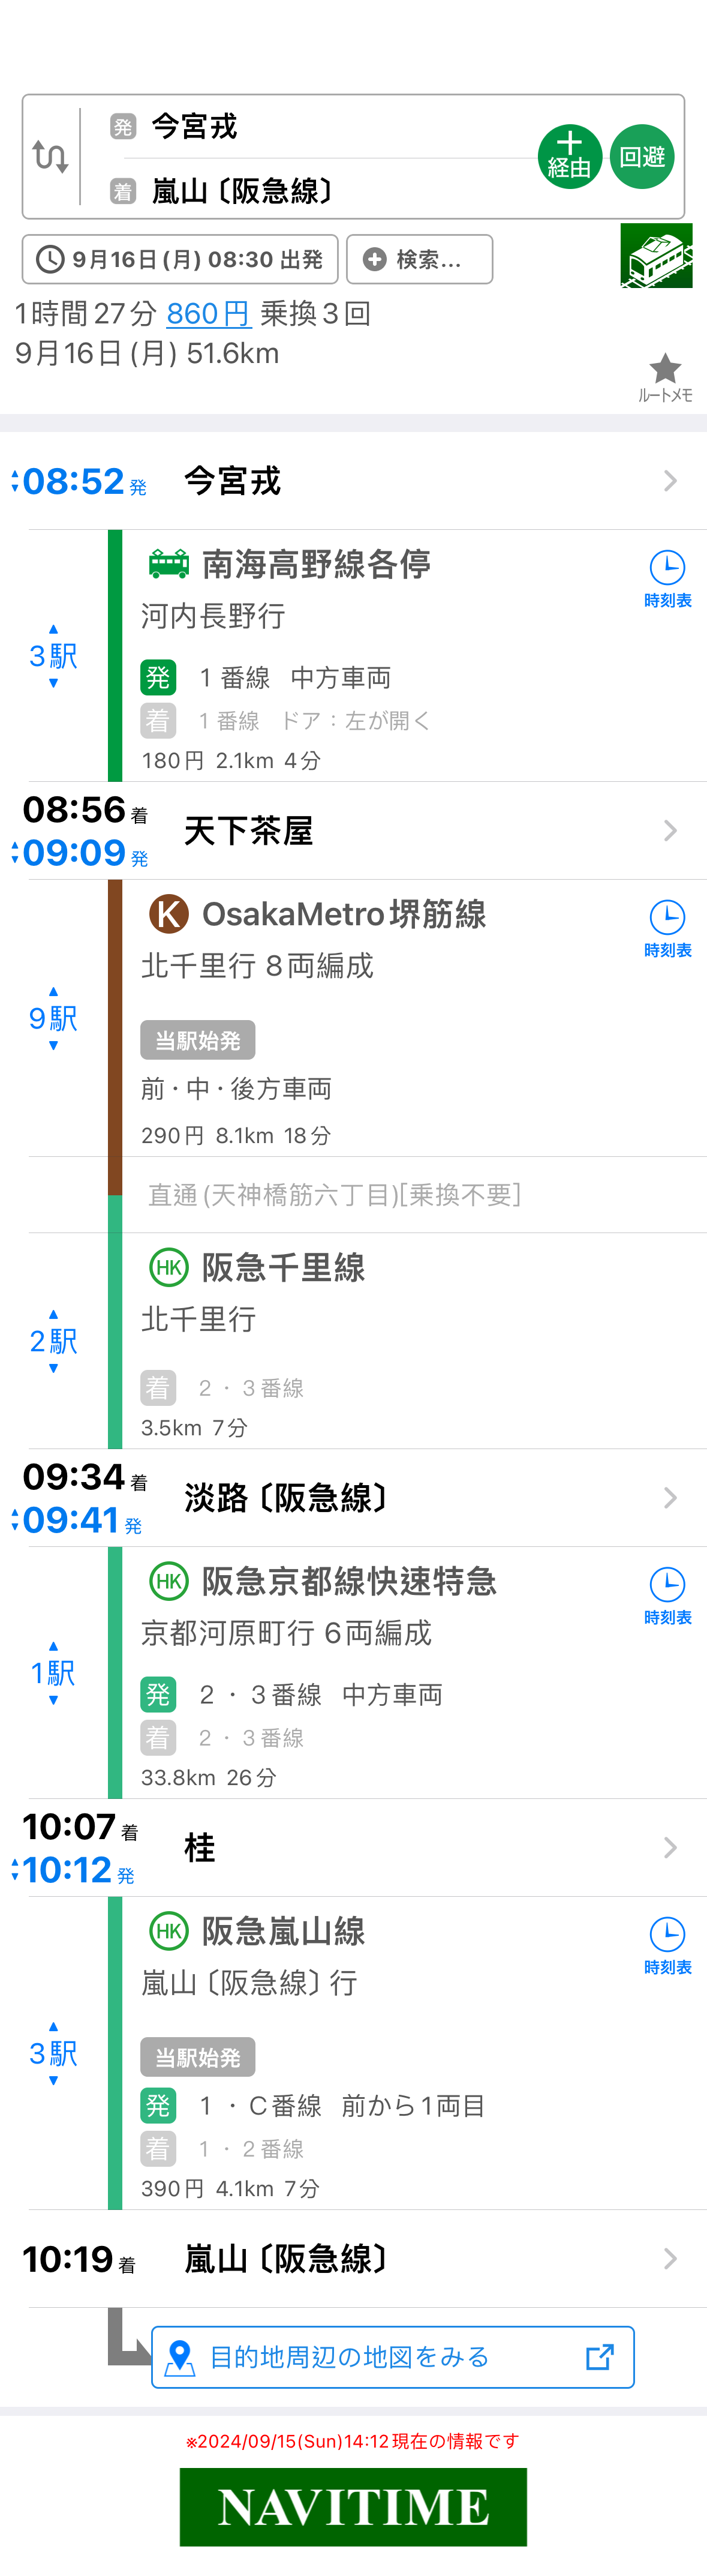 発 今宮戎
着 嵐山〔阪急線〕
経由
回避
9月16日(月) 08:30 出発
検索...
1時間27分 860円 乗換3回
9月16日(月) 51.6km
ルートメモ
08:52発 今宮戎
南海高野線各停
時刻表
河内長野行
3駅
発 1番線 中方車両
着 1番線 ドア：左が開く
180円 2.1km 4分
08:56着
天下茶屋
09:09発
K OsakaMetro堺筋線
時刻表
北千里行 8両編成
9駅
当駅始発
前・中・後方車両
290円 8.1km 18分
直通(天神橋筋六丁目)[乗換不要]
HK 阪急千里線
北千里行
2駅
着 2・3番線
3.5km 7分
09:34着
淡路〔阪急線〕
09:41発
HK 阪急京都線快速特急
時刻表
京都河原町行 6両編成
1駅
発 2・3番線 中方車両
着 2・3番線
33.8km 26分
10:07着
桂
10:12発
HK 阪急嵐山線
時刻表
嵐山〔阪急線〕行
3駅
当駅始発
発 1・C番線 前から1両目
着 1・2番線
390円 4.1km 7分
10:19着 嵐山〔阪急線〕
目的地周辺の地図をみる
※2024/09/15(Sun)14:12現在の情報です
NAVITIME